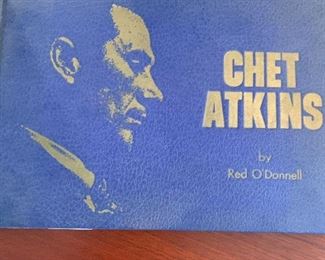 CHET
ATKINS
by
Red O'Donnell